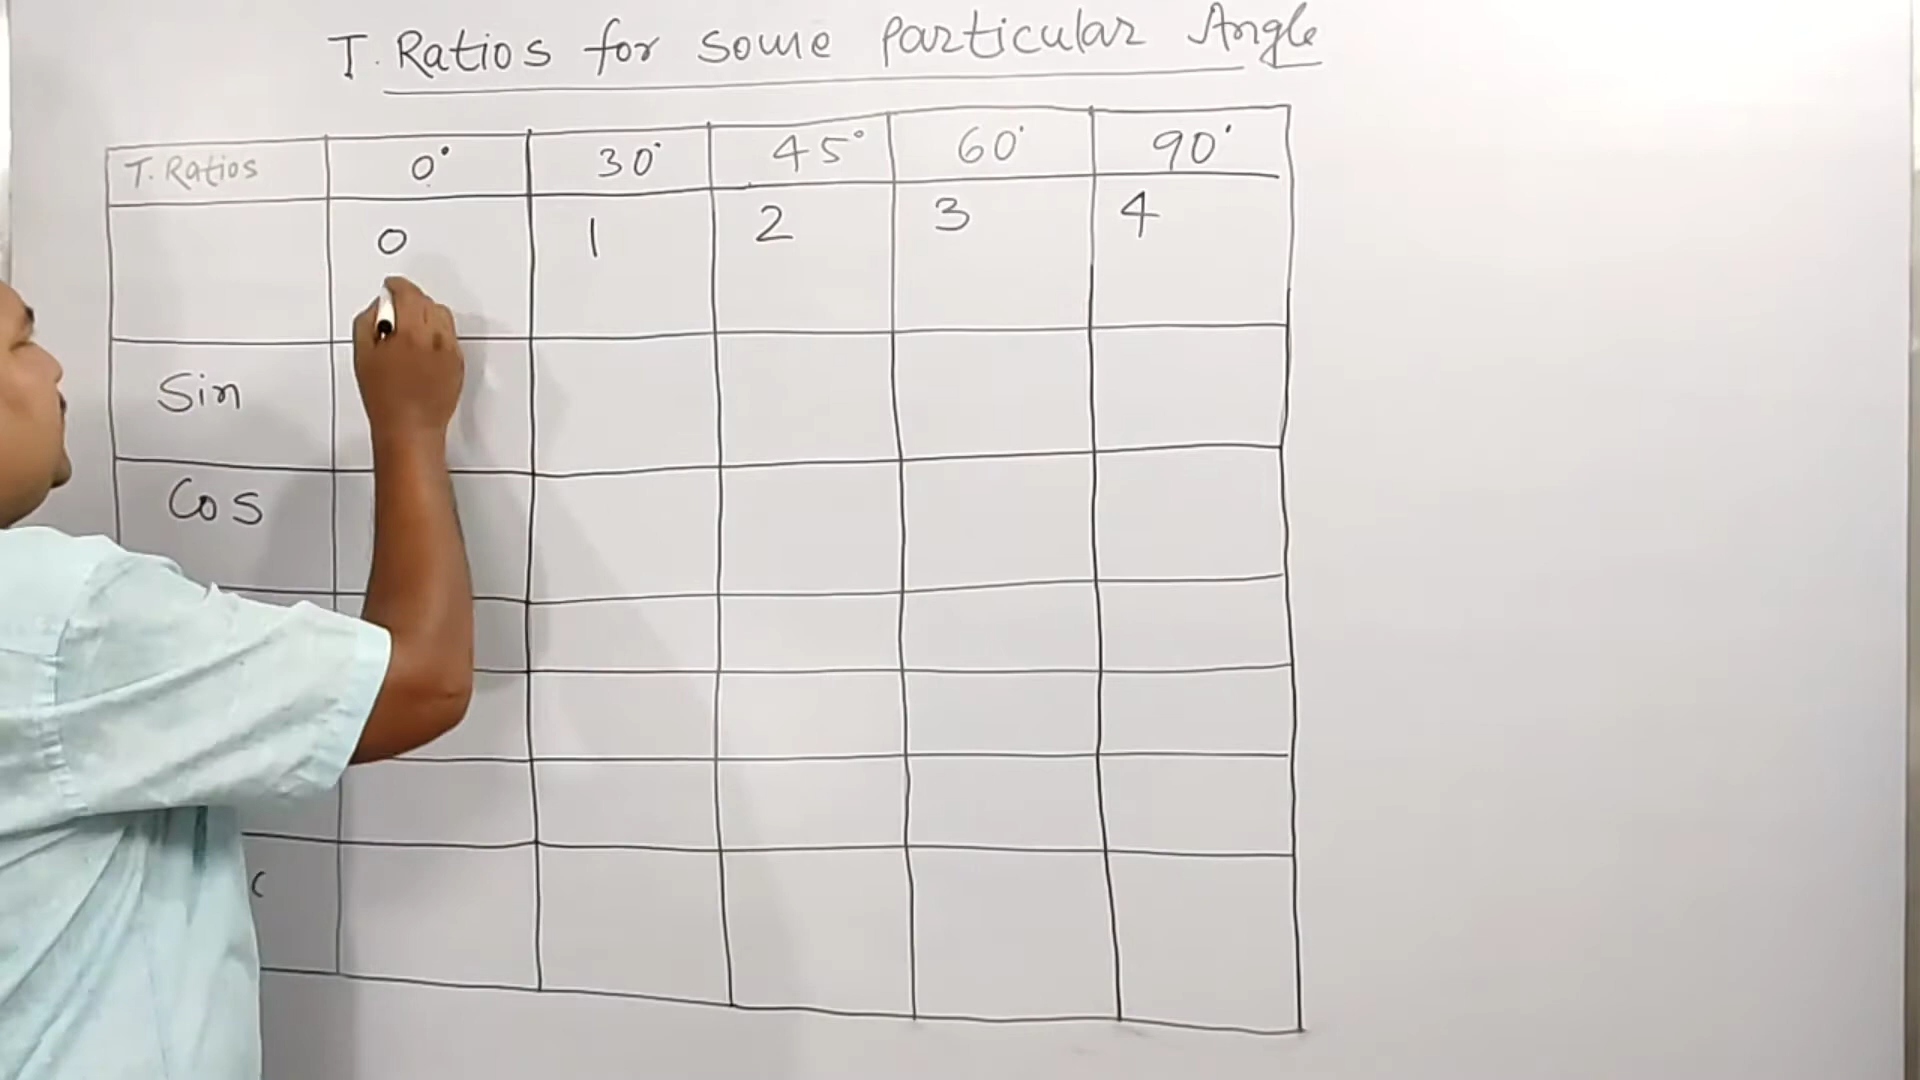 T. Ratios for some particular Angle
T. Ratios 0° 30° 45° 60° 90°
0 1 2 3 4
Sin
Cos
c